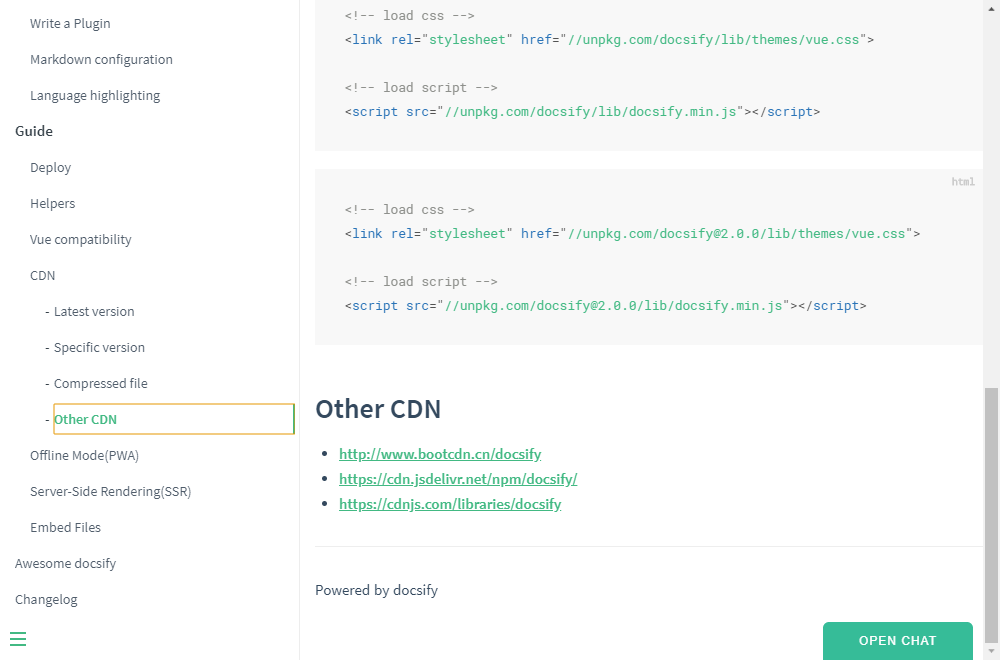 Write a Plugin
Markdown configuration
Language highlighting
Guide
Deploy
Helpers
Vue compatibility
CDN
- Latest version
- Specific version
- Compressed file
- Other CDN
Offline Mode(PWA)
Server-Side Rendering(SSR)
Embed Files
Awesome docsify
Changelog
<!-- load css -->
<link rel="stylesheet" href="//unpkg.com/docsify/lib/themes/vue.css">
<!-- load script -->
<script src="//unpkg.com/docsify/lib/docsify.min.js"></script>
html
<!-- load css -->
<link rel="stylesheet" href="//unpkg.com/docsify@2.0.0/lib/themes/vue.css">
<!-- load script -->
<script src="//unpkg.com/docsify@2.0.0/lib/docsify.min.js"></script>
Other CDN
• http://www.bootcdn.cn/docsify
• https://cdn.jsdelivr.net/npm/docsify/
• https://cdnjs.com/libraries/docsify
Powered by docsify
OPEN CHAT